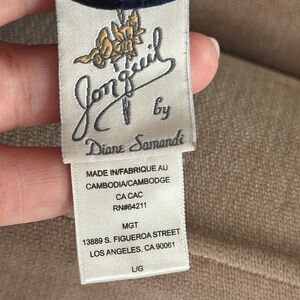 Jonquil
by
Diane Samandi
MADE IN/FABRIQUE AU
CAMBODIA/CAMBODGE
CA CAC
RN#64211
MGT
13889 S. FIGUEROA STREET
LOS ANGELES, CA 90061
L/G